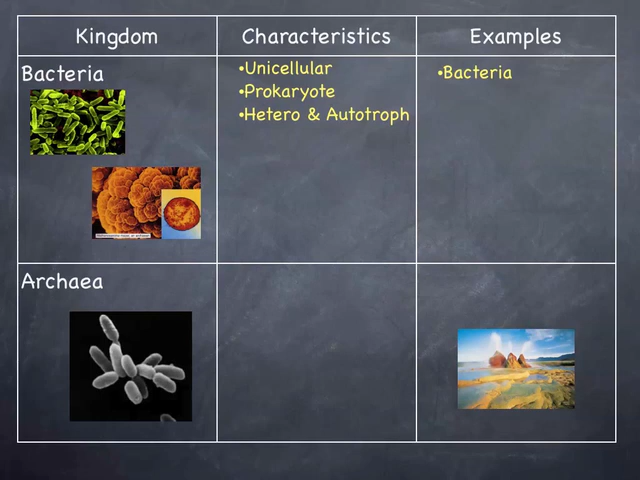 Kingdom
Characteristics
Examples
Bacteria
•Unicellular
•Prokaryote
•Hetero & Autotroph
•Bacteria
Archaea